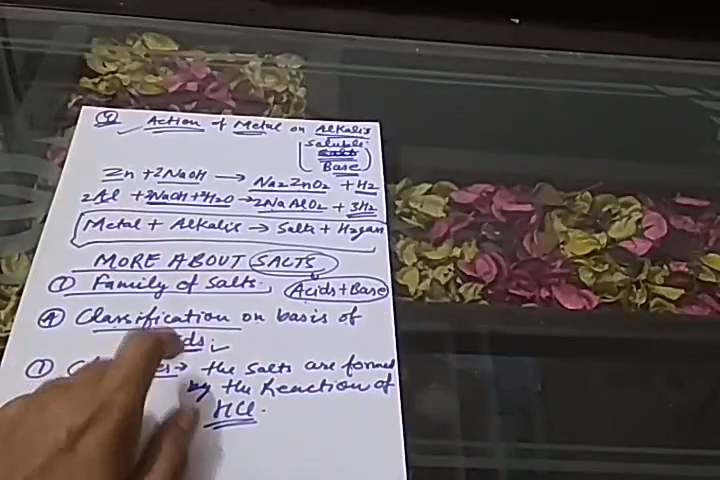 ④ Action of Metal on Alkalis
(Soluble Base)
Zn + 2NaOH → Na₂ZnO₂ + H₂
2Al + 2NaOH + 2H₂O → 2NaAlO₂ + 3H₂
Metal + Alkalis → Salts + H₂gas
MORE ABOUT SALTS
① Family of Salts.
Acids + Base
Classification on basis of
① the Salts are formed
by the Reaction of
HCl.